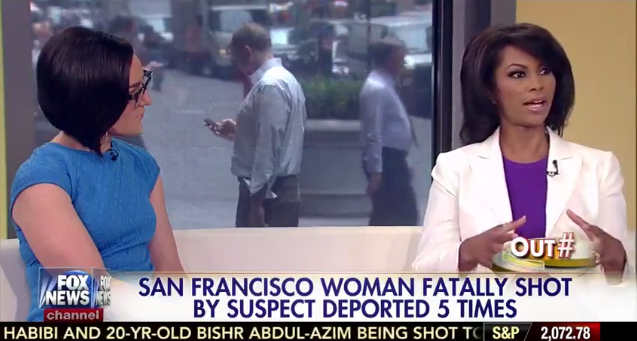 OUT#
FOX
NEWS
channel
SAN FRANCISCO WOMAN FATALLY SHOT
BY SUSPECT DEPORTED 5 TIMES
HABIBI AND 20-YR-OLD BISHR ABDUL-AZIM BEING SHOT
S&P 2,072.78